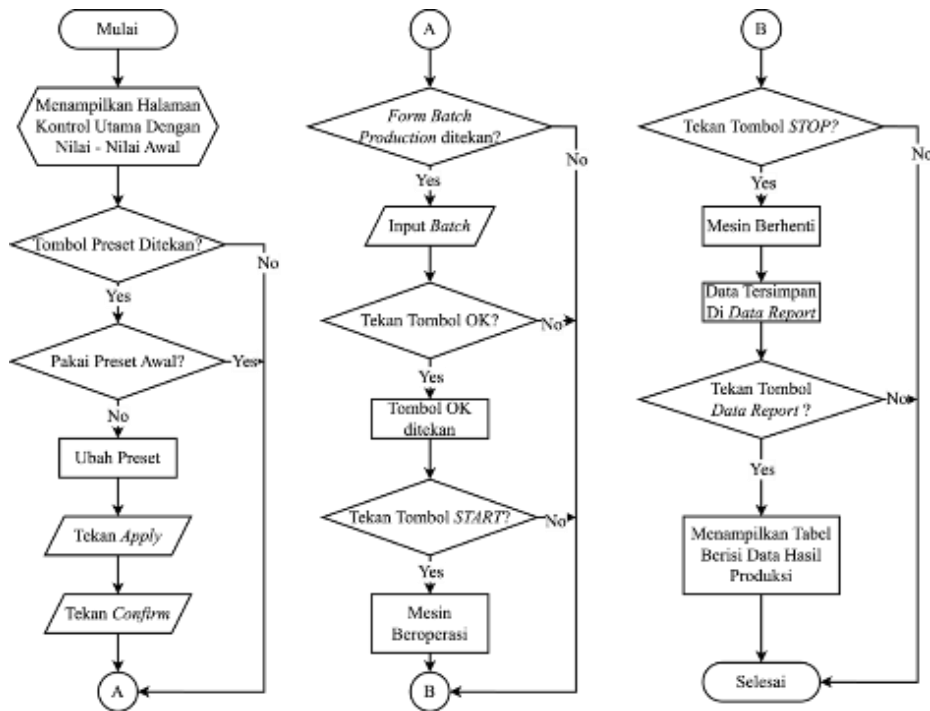 Mulai
Menampilkan Halaman
Kontrol Utama Dengan
Nilai - Nilai Awal
Tombol Preset Ditekan?
No
Yes
Pakai Preset Awal?
Yes
No
Ubah Preset
Tekan Apply
Tekan Confirm
A
A
Form Batch
Production ditekan?
No
Yes
Input Batch
Tekan Tombol OK?
No
Yes
Tombol OK
ditekan
Tekan Tombol START?
No
Yes
Mesin
Beroperasi
B
B
Tekan Tombol STOP?
No
Yes
Mesin Berhenti
Data Tersimpan
Di Data Report
Tekan Tombol
Data Report ?
No
Yes
Menampilkan Tabel
Berisi Data Hasil
Produksi
Selesai